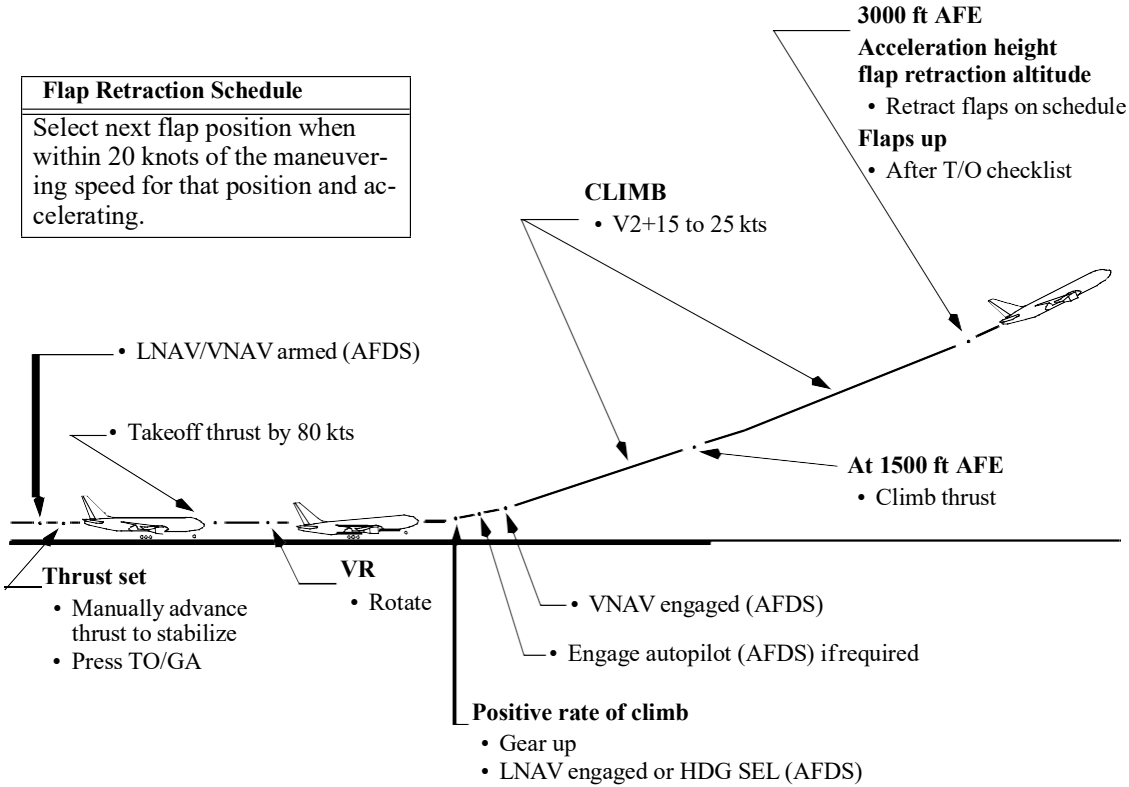 3000 ft AFE
Acceleration height
flap retraction altitude
• Retract flaps on schedule
Flaps up
• After T/O checklist
Flap Retraction Schedule
Select next flap position when
within 20 knots of the maneuver-
ing speed for that position and ac-
celerating.
CLIMB
• V2+15 to 25 kts
• LNAV/VNAV armed (AFDS)
• Takeoff thrust by 80 kts
At 1500 ft AFE
• Climb thrust
Thrust set
• Manually advance
thrust to stabilize
• Press TO/GA
VR
• Rotate
• VNAV engaged (AFDS)
• Engage autopilot (AFDS) if required
Positive rate of climb
• Gear up
• LNAV engaged or HDG SEL (AFDS)